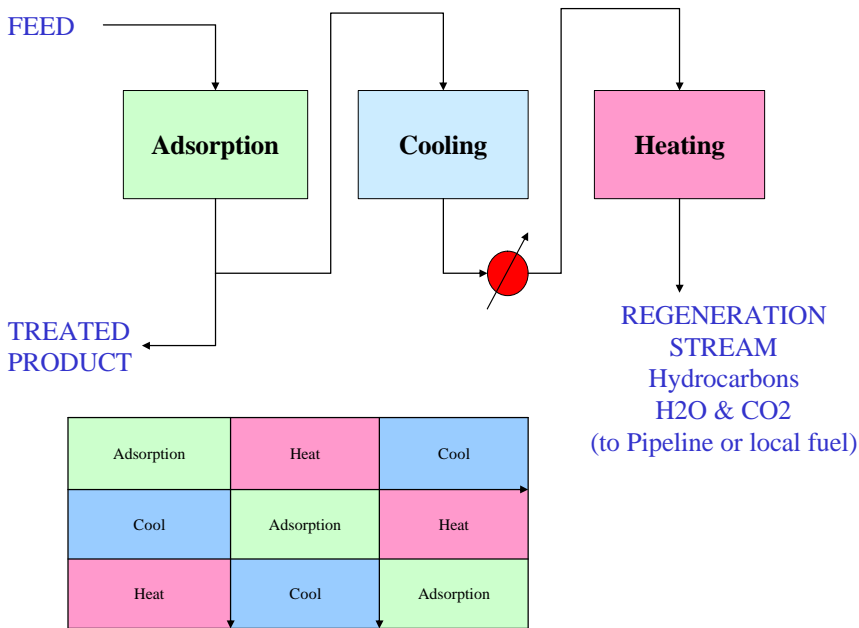 FEED
Adsorption
Cooling
Heating
TREATED
PRODUCT
REGENERATION
STREAM
Hydrocarbons
H2O & CO2
(to Pipeline or local fuel)
Adsorption
Heat
Cool
Cool
Adsorption
Heat
Heat
Cool
Adsorption